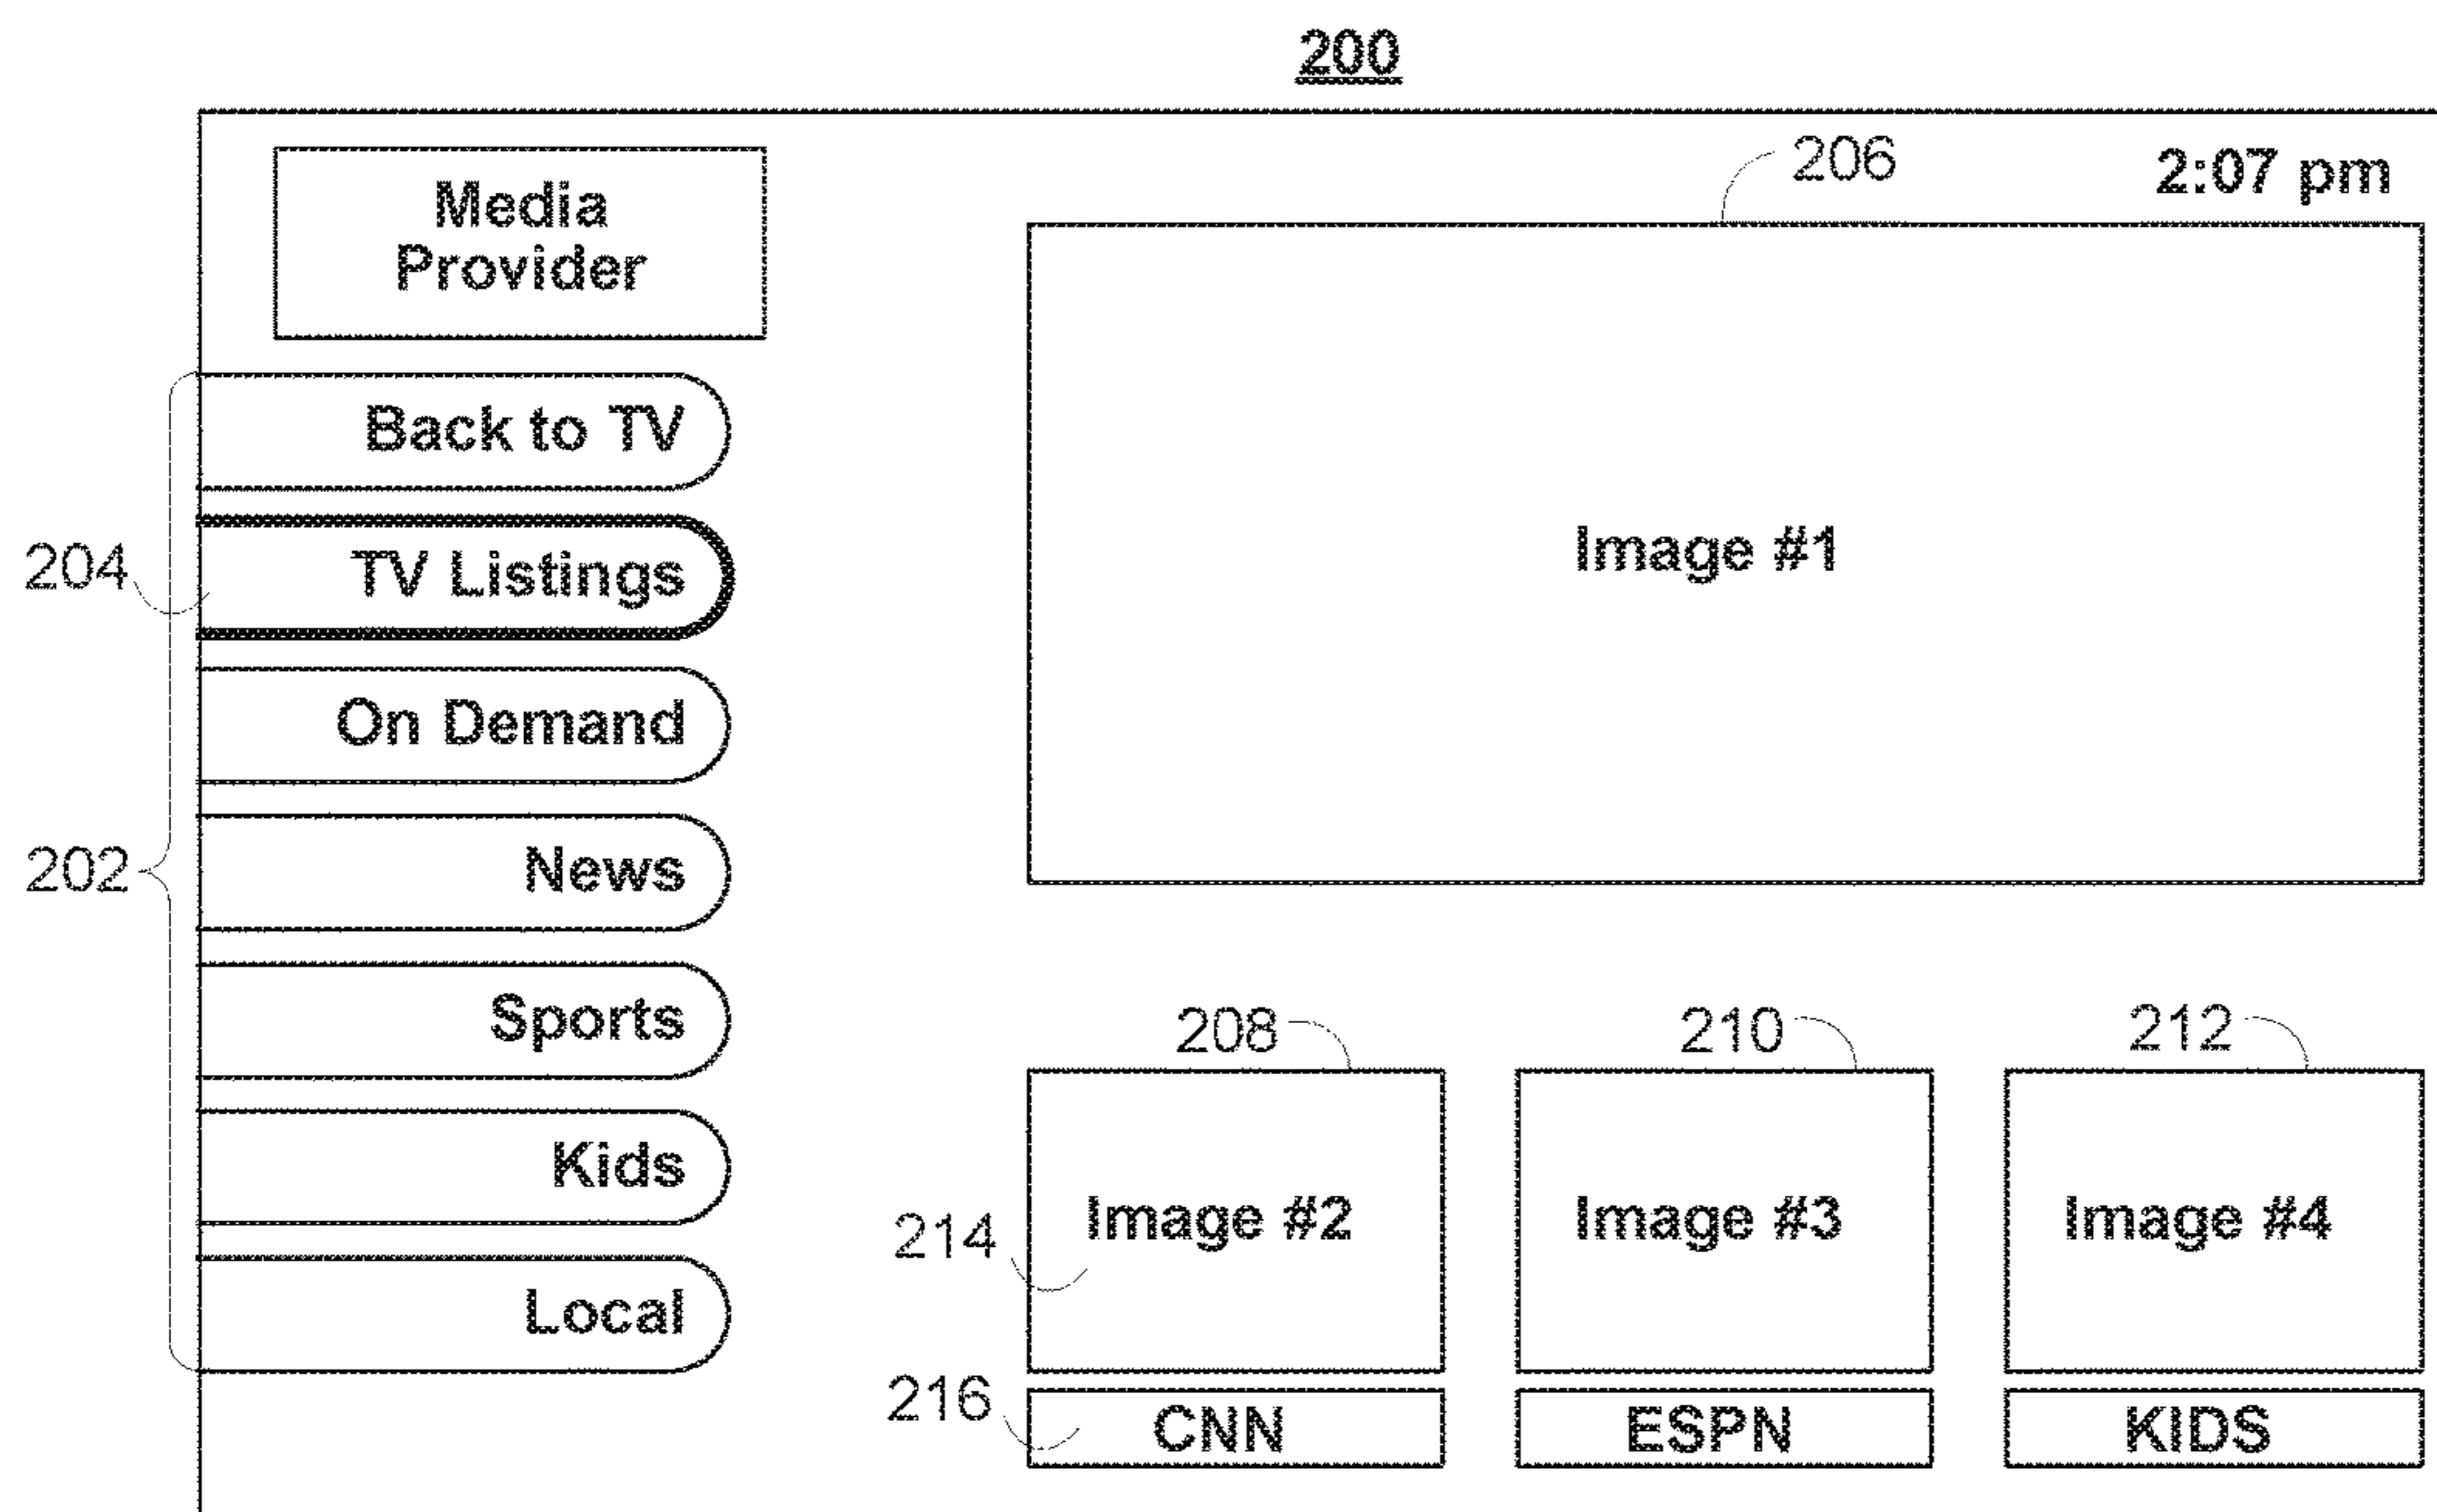 200
206
2:07 pm
Media
Provider
Back to TV
204
TV Listings
Image #1
On Demand
202
News
Sports
208
210
212
Kids
214
Image #2
Image #3
Image #4
Local
216
CNN
ESPN
KIDS